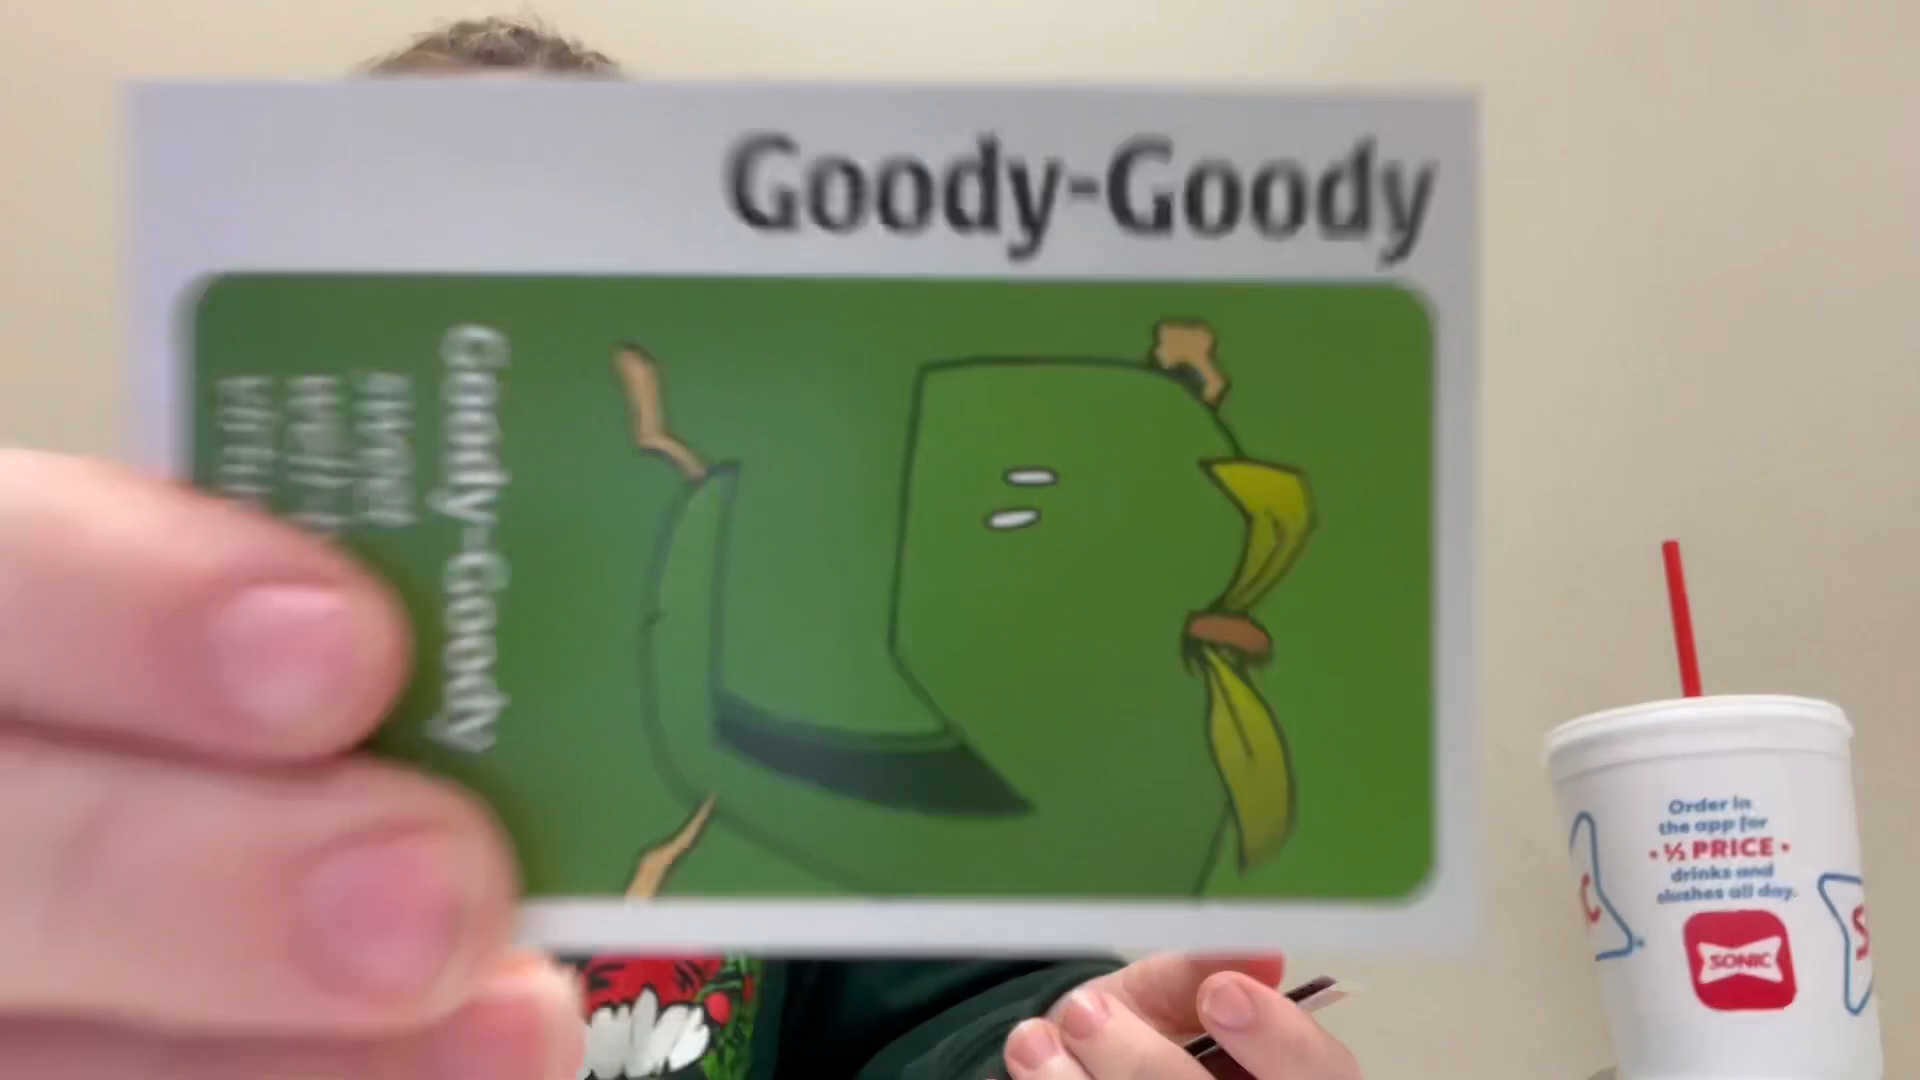 Goody-Goody
Goody-Goody
Order in
the app for
• ½ PRICE •
drinks and
slushes all day.
SONIC